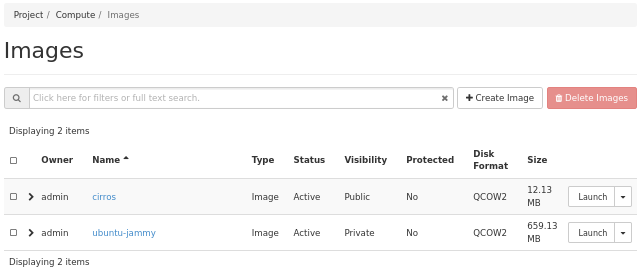 Project / Compute / Images
Images
Click here for filters or full text search. ✖ + Create Image Delete Images
Displaying 2 items
Owner Name Type Status Visibility Protected Disk Format Size
admin cirros Image Active Public No QCOW2 12.13 MB Launch
admin ubuntu-jammy Image Active Private No QCOW2 659.13 MB Launch
Displaying 2 items